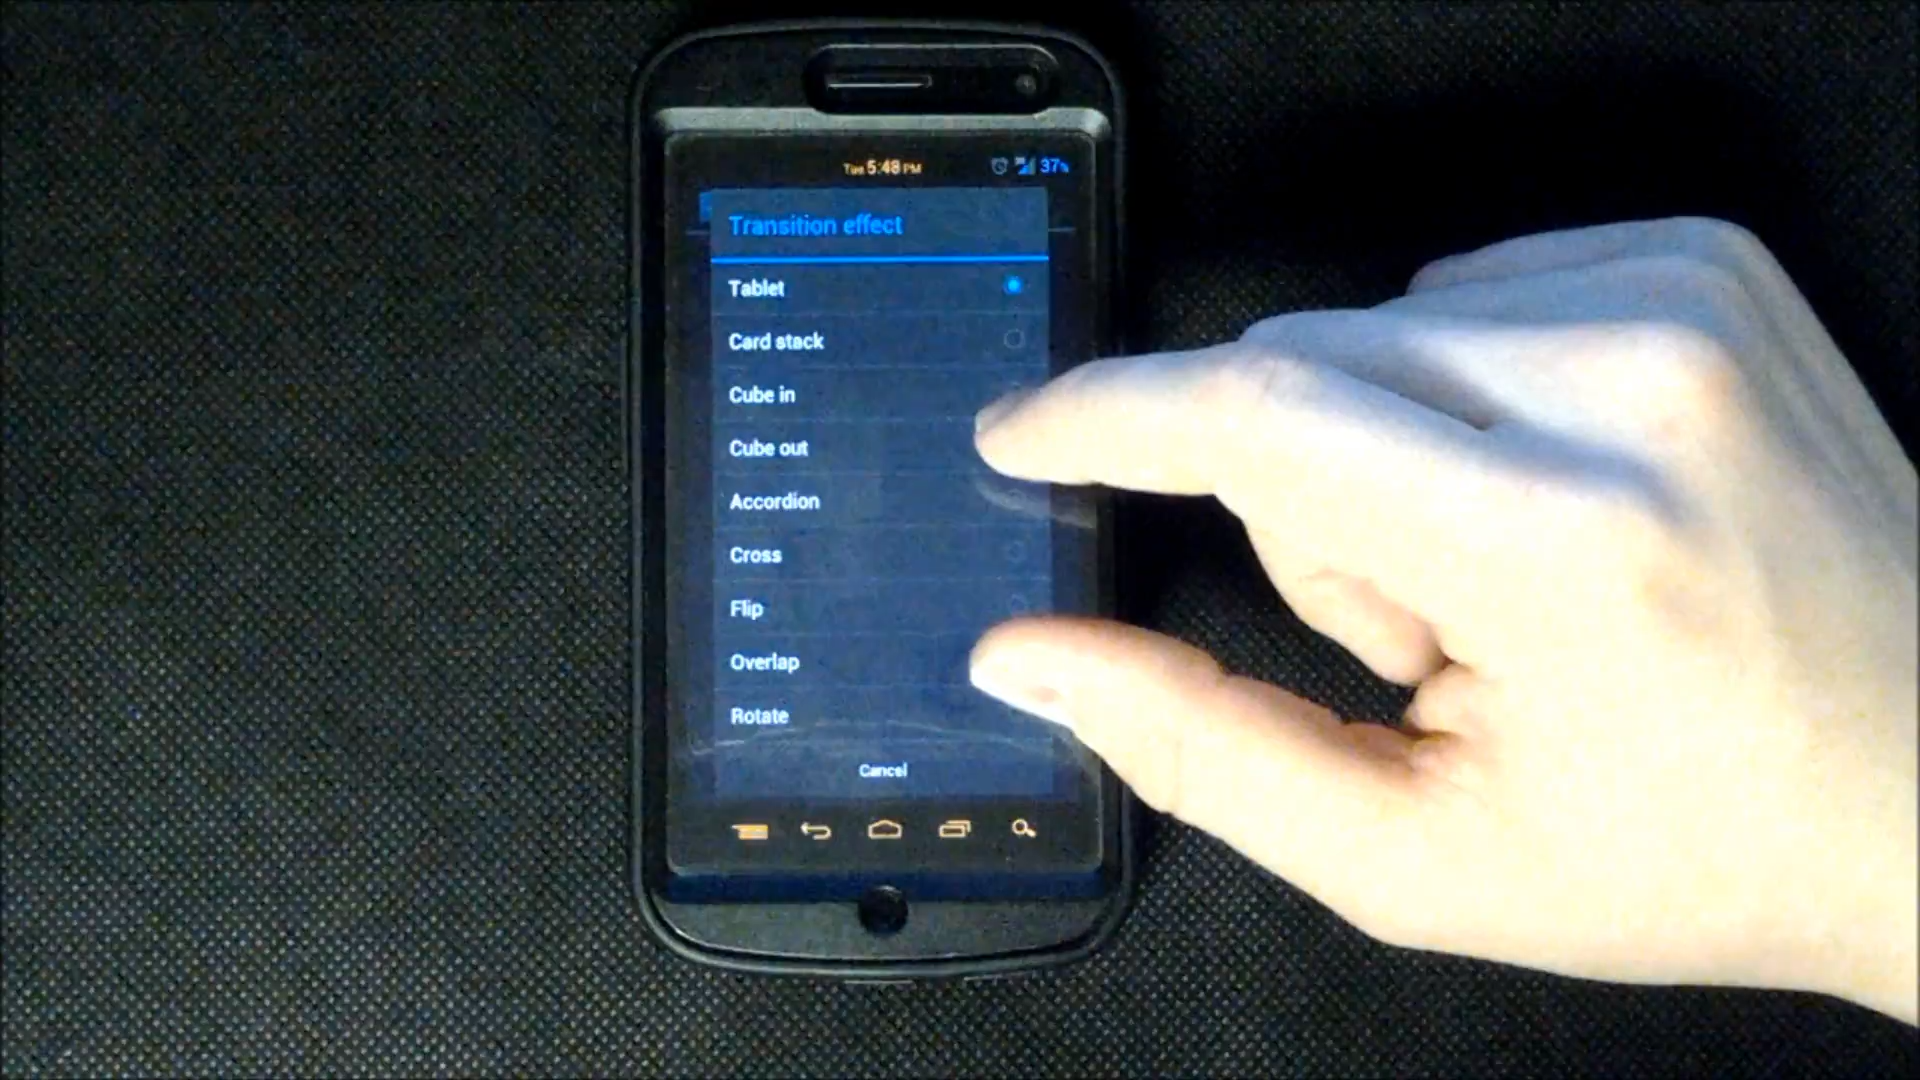 Tue 5:48 PM 37%
Transition effect
Tablet
Card stack
Cube in
Cube out
Accordion
Cross
Flip
Overlap
Rotate
Cancel